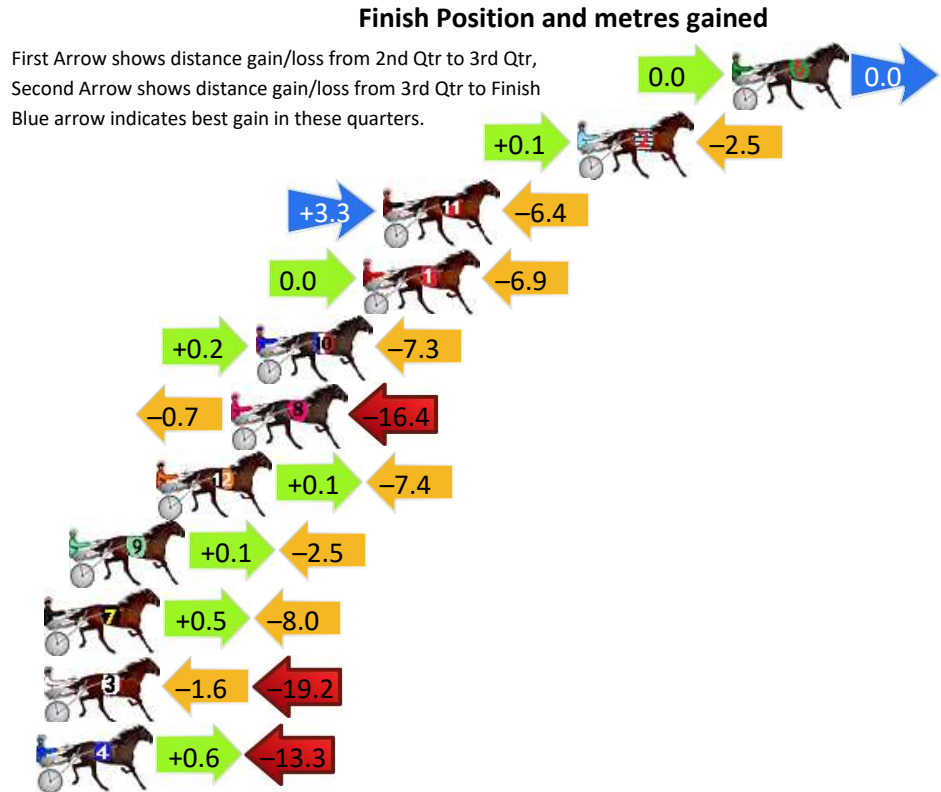 Finish Position and metres gained
First Arrow shows distance gain/loss from 2nd Qtr to 3rd Qtr,
Second Arrow shows distance gain/loss from 3rd Qtr to Finish
Blue arrow indicates best gain in these quarters.
0.0 0.0
+0.1 2 −2.5
+3.3 11 −6.4
0.0 1 −6.9
+0.2 10 −7.3
−0.7 8 −16.4
12 +0.1 −7.4
9 +0.1 −2.5
7 +0.5 −8.0
3 −1.6 −19.2
4 +0.6 −13.3